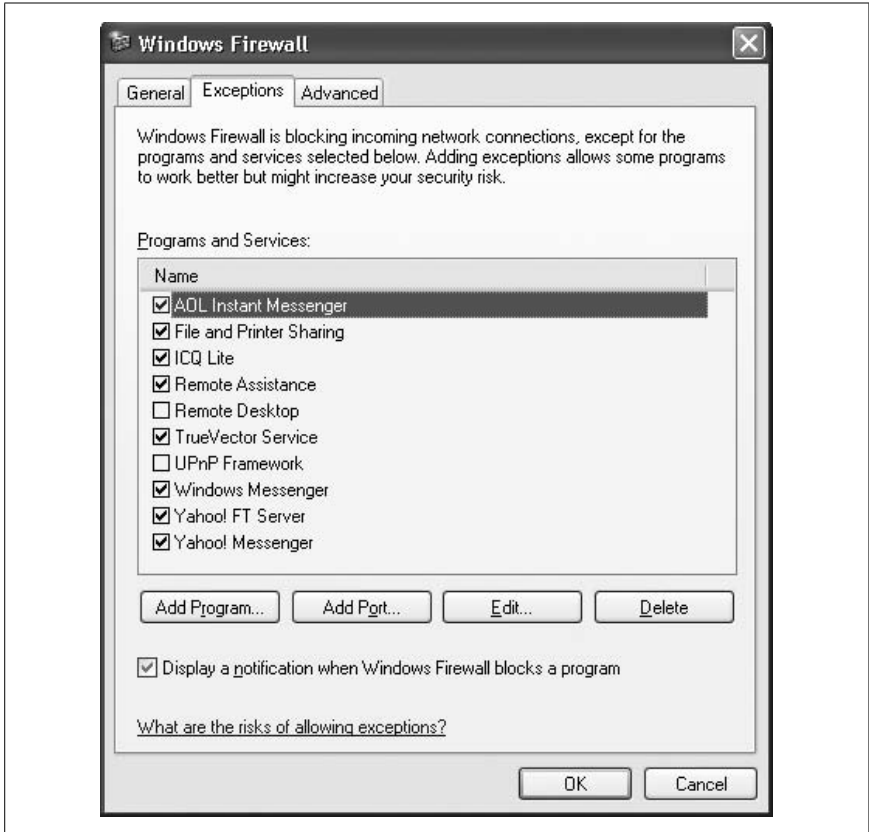 Windows Firewall
General Exceptions Advanced
Windows Firewall is blocking incoming network connections, except for the
programs and services selected below. Adding exceptions allows some programs
to work better but might increase your security risk.
Programs and Services:
Name
AOL Instant Messenger
File and Printer Sharing
ICQ Lite
Remote Assistance
Remote Desktop
TrueVector Service
UPnP Framework
Windows Messenger
Yahoo! FT Server
Yahoo! Messenger
Add Program... Add Port... Edit... Delete
Display a notification when Windows Firewall blocks a program
What are the risks of allowing exceptions?
OK Cancel